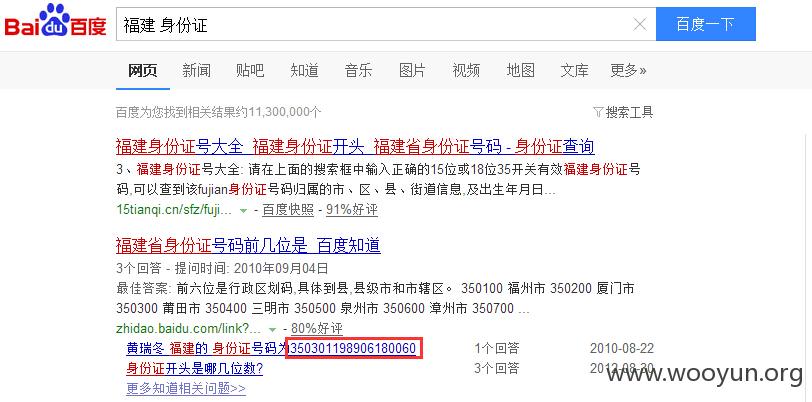 Bai du 百度 福建 身份证 百度一下
网页 新闻 贴吧 知道 音乐 图片 视频 地图 文库 更多»
百度为您找到相关结果约11,300,000个 搜索工具
福建身份证号大全_福建身份证开头_福建省身份证号码 - 身份证查询
3、福建身份证号大全: 请在上面的搜索框中输入正确的15位或18位35开关有效福建身份证号
码,可以查到该fujian身份证号码归属的市、区、县、街道信息,及出生年月日...
15tianqi.cn/sfz/fuji... - 百度快照 - 91%好评
福建省身份证号码前几位是_百度知道
3个回答 - 提问时间: 2010年09月04日
最佳答案: 前六位是行政区划码,具体到县,县级市和市辖区。 350100 福州市 350200 厦门市
350300 莆田市 350400 三明市 350500 泉州市 350600 漳州市 350700 ...
zhidao.baidu.com/link?... - 80%好评
黄瑞冬 福建的 身份证号码为350301198906180060 1个回答 2010-08-22
身份证开头是哪几位数? 3个回答 2012-08-30
更多知道相关问题>>
www.wooyun.org